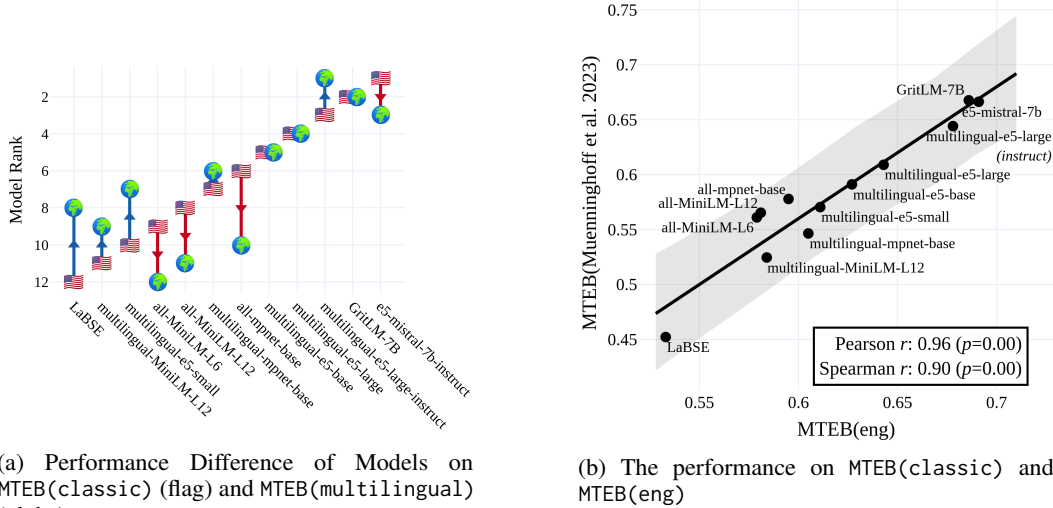 Model Rank
2
4
6
8
10
12
LaBSE
multilingual-MiniLM-L12
multilingual-e5-small
all-MiniLM-L6
all-MiniLM-L12
multilingual-mpnet-base
all-mpnet-base
multilingual-e5-base
multilingual-e5-large
multilingual-e5-large-instruct
GritLM-7B
e5-mistral-7b-instruct
(a) Performance Difference of Models on
MTEB(classic) (flag) and MTEB(multilingual)
MTEB(Muenninghoff et al. 2023)
0.75
0.7
0.65
0.6
0.55
0.5
0.45
GritLM-7B
e5-mistral-7b
multilingual-e5-large
(instruct)
multilingual-e5-large
all-mpnet-base
multilingual-e5-base
all-MiniLM-L12
multilingual-e5-small
all-MiniLM-L6
multilingual-mpnet-base
multilingual-MiniLM-L12
LaBSE
Pearson r: 0.96 (p=0.00)
Spearman r: 0.90 (p=0.00)
0.55
0.6
0.65
0.7
MTEB(eng)
(b) The performance on MTEB(classic) and
MTEB(eng)